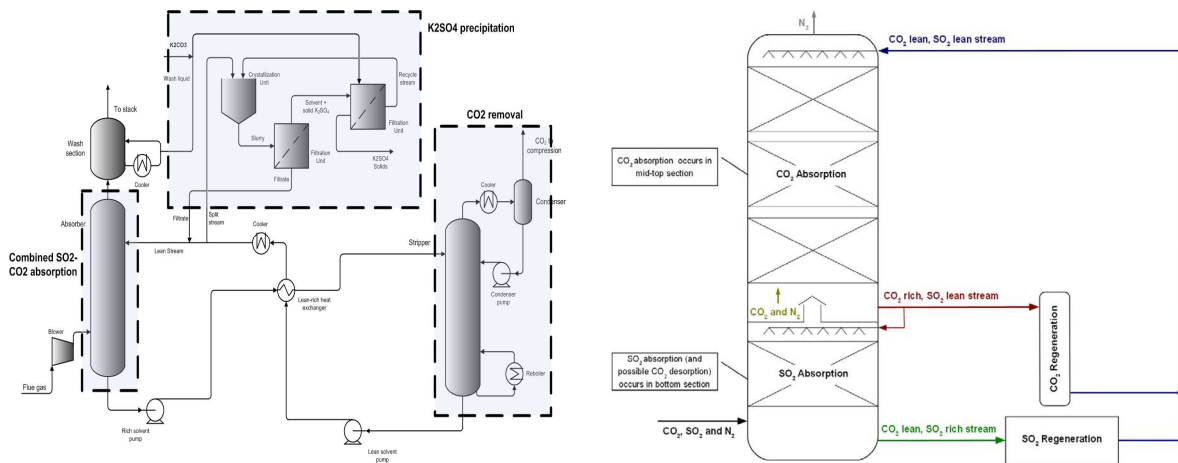 K2SO4 precipitation
K2CO3
Wash liquid
Crystallization
Unit
Recycle
stream
Solvent +
solid K2SO4
Filtration
Unit
Slurry
Filtration
Unit
K2SO4
Solids
Filtrate
To stack
Wash
section
Cooler
CO2 removal
CO2 to
compression
Cooler
Condenser
Absorber
Filtrate
Split
stream
Cooler
Lean Stream
Stripper
Combined SO2-
CO2 absorption
Condenser
pump
Lean-rich heat
exchanger
Blower
Reboiler
Flue gas
Rich solvent
pump
Lean solvent
pump
N2
CO2 lean, SO2 lean stream
CO2 absorption occurs in
mid-top section
CO2 Absorption
CO2 rich, SO2 lean stream
CO2 and N2
SO2 absorption (and
possible CO2 desorption)
occurs in bottom section
SO2 Absorption
CO2 Regeneration
CO2, SO2 and N2
CO2 lean, SO2 rich stream
SO2 Regeneration